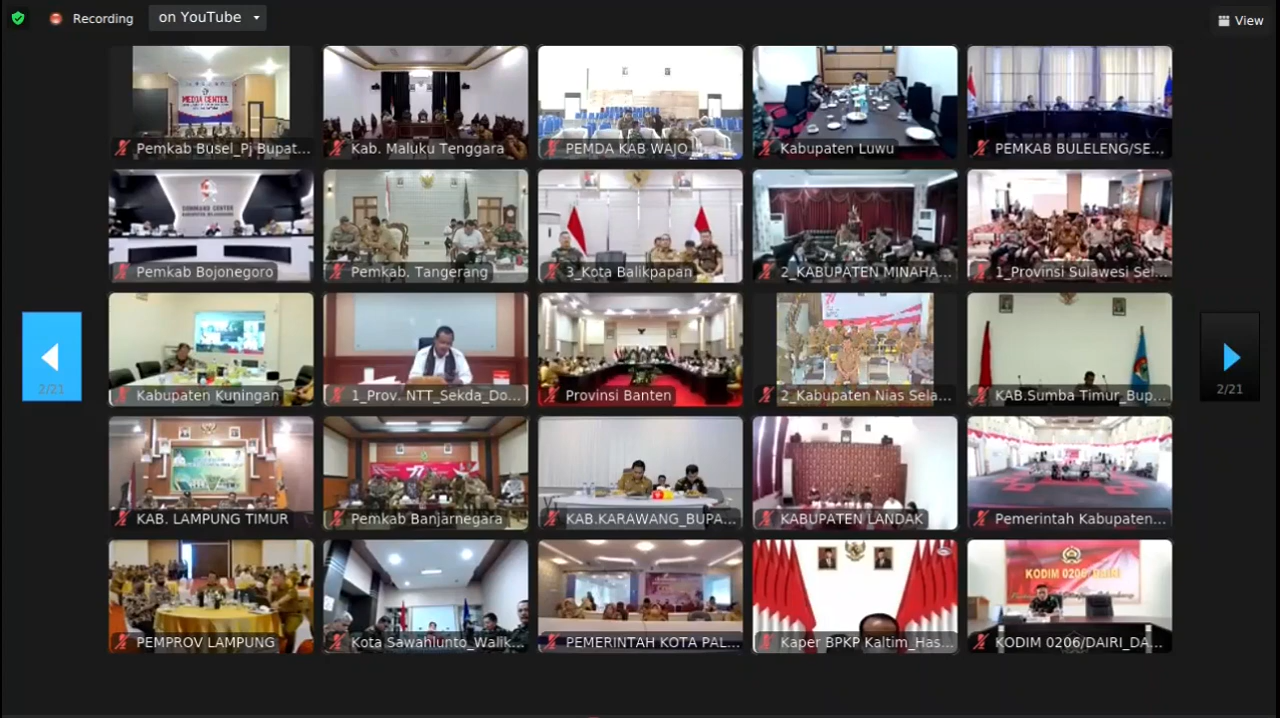 Recording
on YouTube
View
MEDIA CENTER
Pemkab Busel_Pj Bupat...
Kab. Maluku Tenggara
PEMDA KAB WAJO
Kabupaten Luwu
PEMKAB BULELENG/SE...
COMMAND CENTER
Pemkab Bojonegoro
Pemkab. Tangerang
3_Kota Balikpapan
2_KABUPATEN MINAHA...
1_Provinsi Sulawesi Sel...
2/21
Kabupaten Kuningan
1_Prov. NTT_Sekda_Do...
Provinsi Banten
77
2_Kabupaten Nias Sela...
KAB.Sumba Timur_Bup...
2/21
KAB. LAMPUNG TIMUR
77
Pemkab Banjarnegara
KAB.KARAWANG_BUPA...
KABUPATEN LANDAK
Pemerintah Kabupaten...
PEMPROV LAMPUNG
Kota Sawahlunto_Walik...
PEMERINTAH KOTA PAL...
Kaper BPKP Kaltim_Has...
KODIM 0206/DAIRI
KODIM 0206/DAIRI_DA...